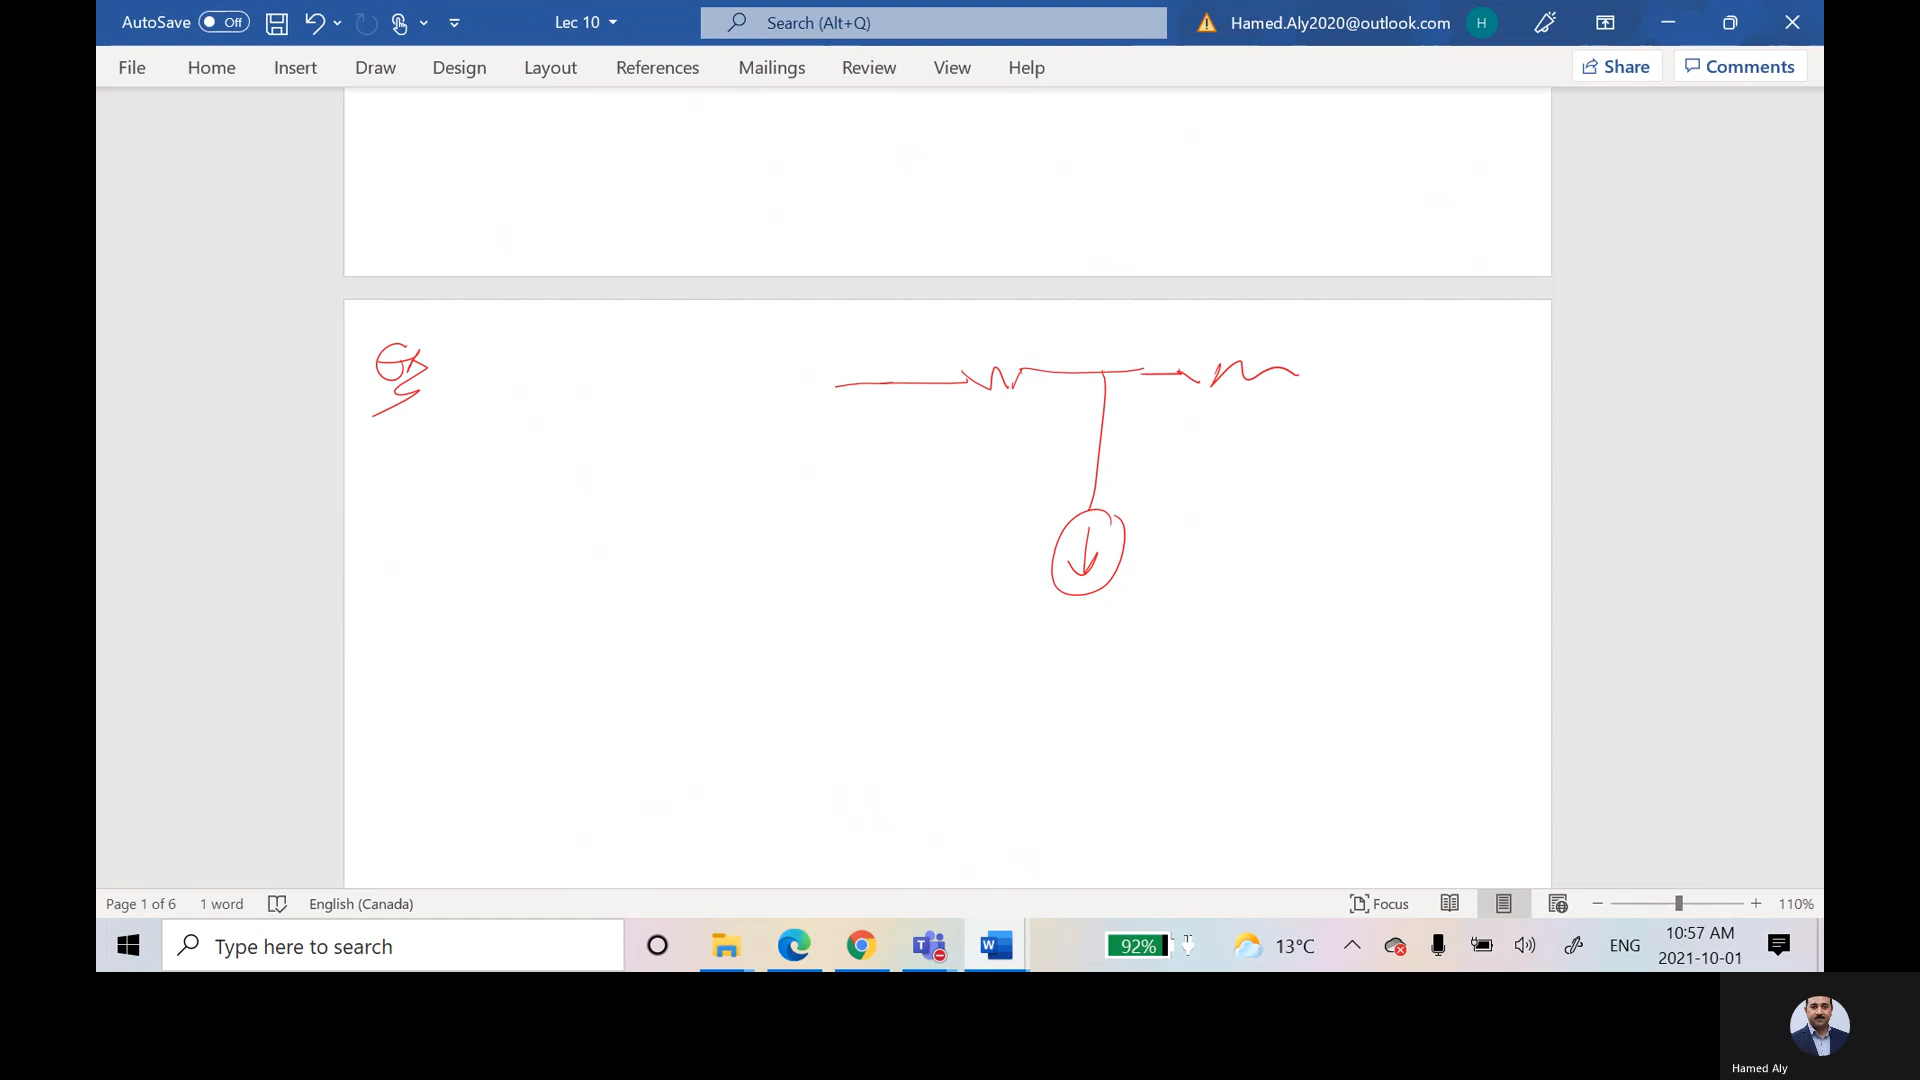 AutoSave Off Lec 10 Search (Alt+Q) Hamed.Aly2020@outlook.com H
File Home Insert Draw Design Layout References Mailings Review View Help Share Comments
Ex
Page 1 of 6 1 word English (Canada) Focus 110%
Type here to search 92% 13°C ENG 10:57 AM
2021-10-01
Hamed Aly